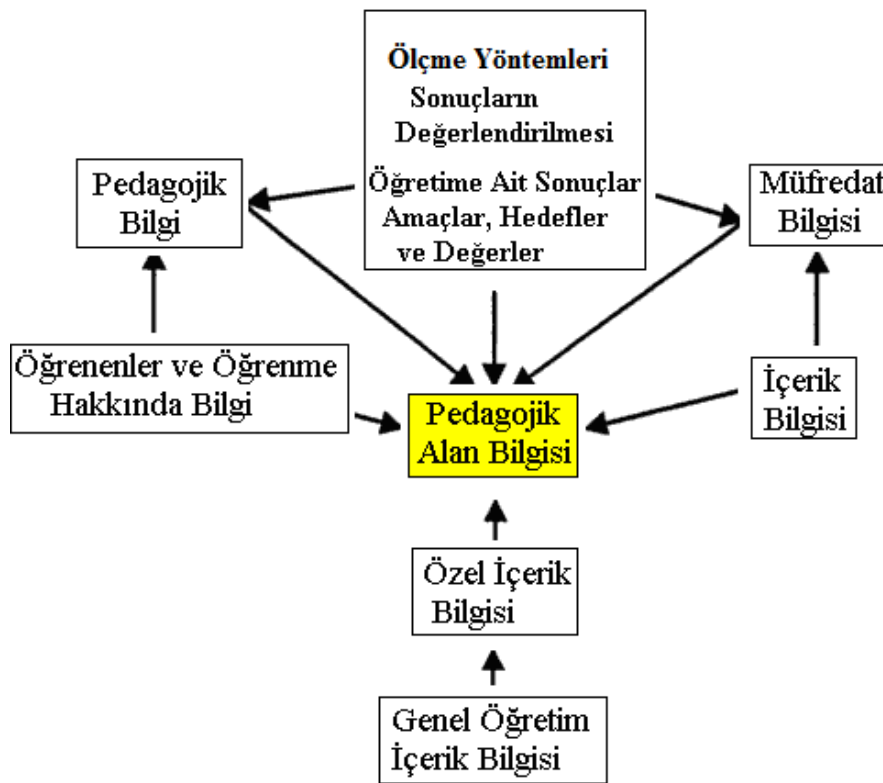 Ölçme Yöntemleri
Sonuçların
Değerlendirilmesi
Öğretime Ait Sonuçlar
Amaçlar, Hedefler
ve Değerler
Pedagojik
Bilgi
Müfredat
Bilgisi
Öğrenenler ve Öğrenme
Hakkında Bilgi
İçerik
Bilgisi
Pedagojik
Alan Bilgisi
Özel İçerik
Bilgisi
Genel Öğretim
İçerik Bilgisi